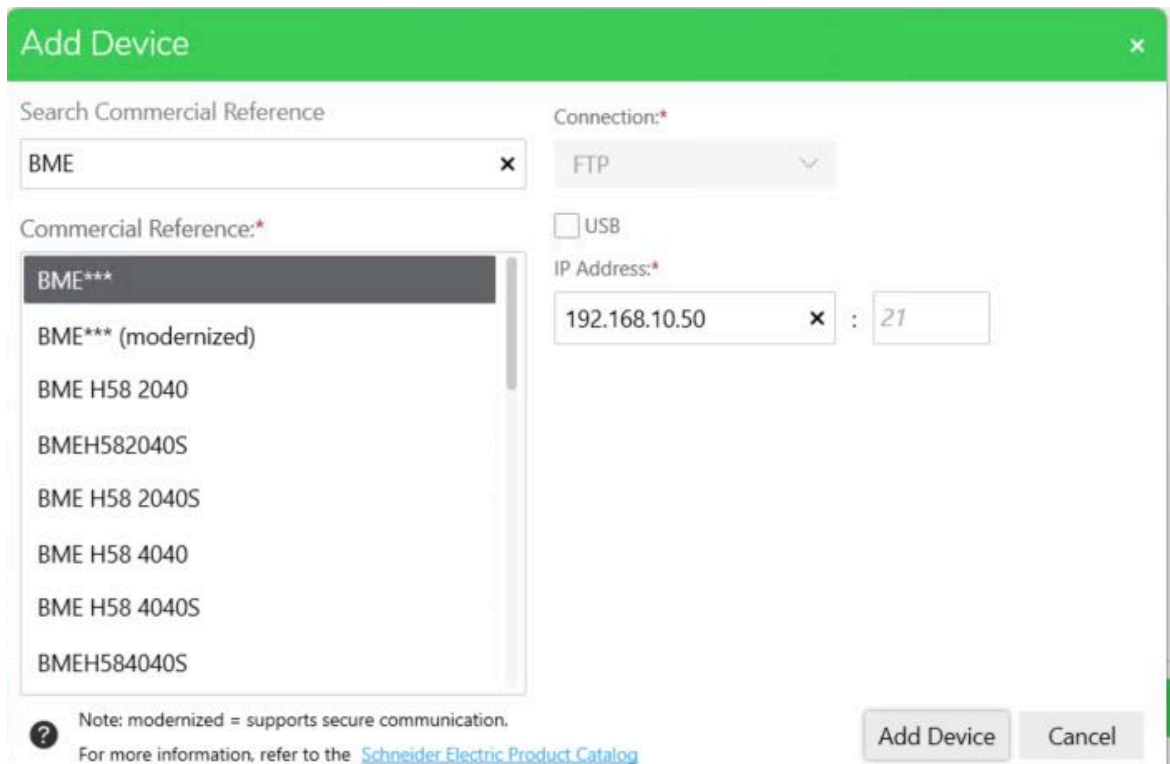 Add Device
×
Search Commercial Reference
BME ×
Commercial Reference:*
BME***
BME*** (modernized)
BME H58 2040
BMEH582040S
BME H58 2040S
BME H58 4040
BME H58 4040S
BMEH584040S
Connection:*
FTP
USB
IP Address:*
192.168.10.50 × : 21
? Note: modernized = supports secure communication.
For more information, refer to the Schneider Electric Product Catalog
Add Device Cancel